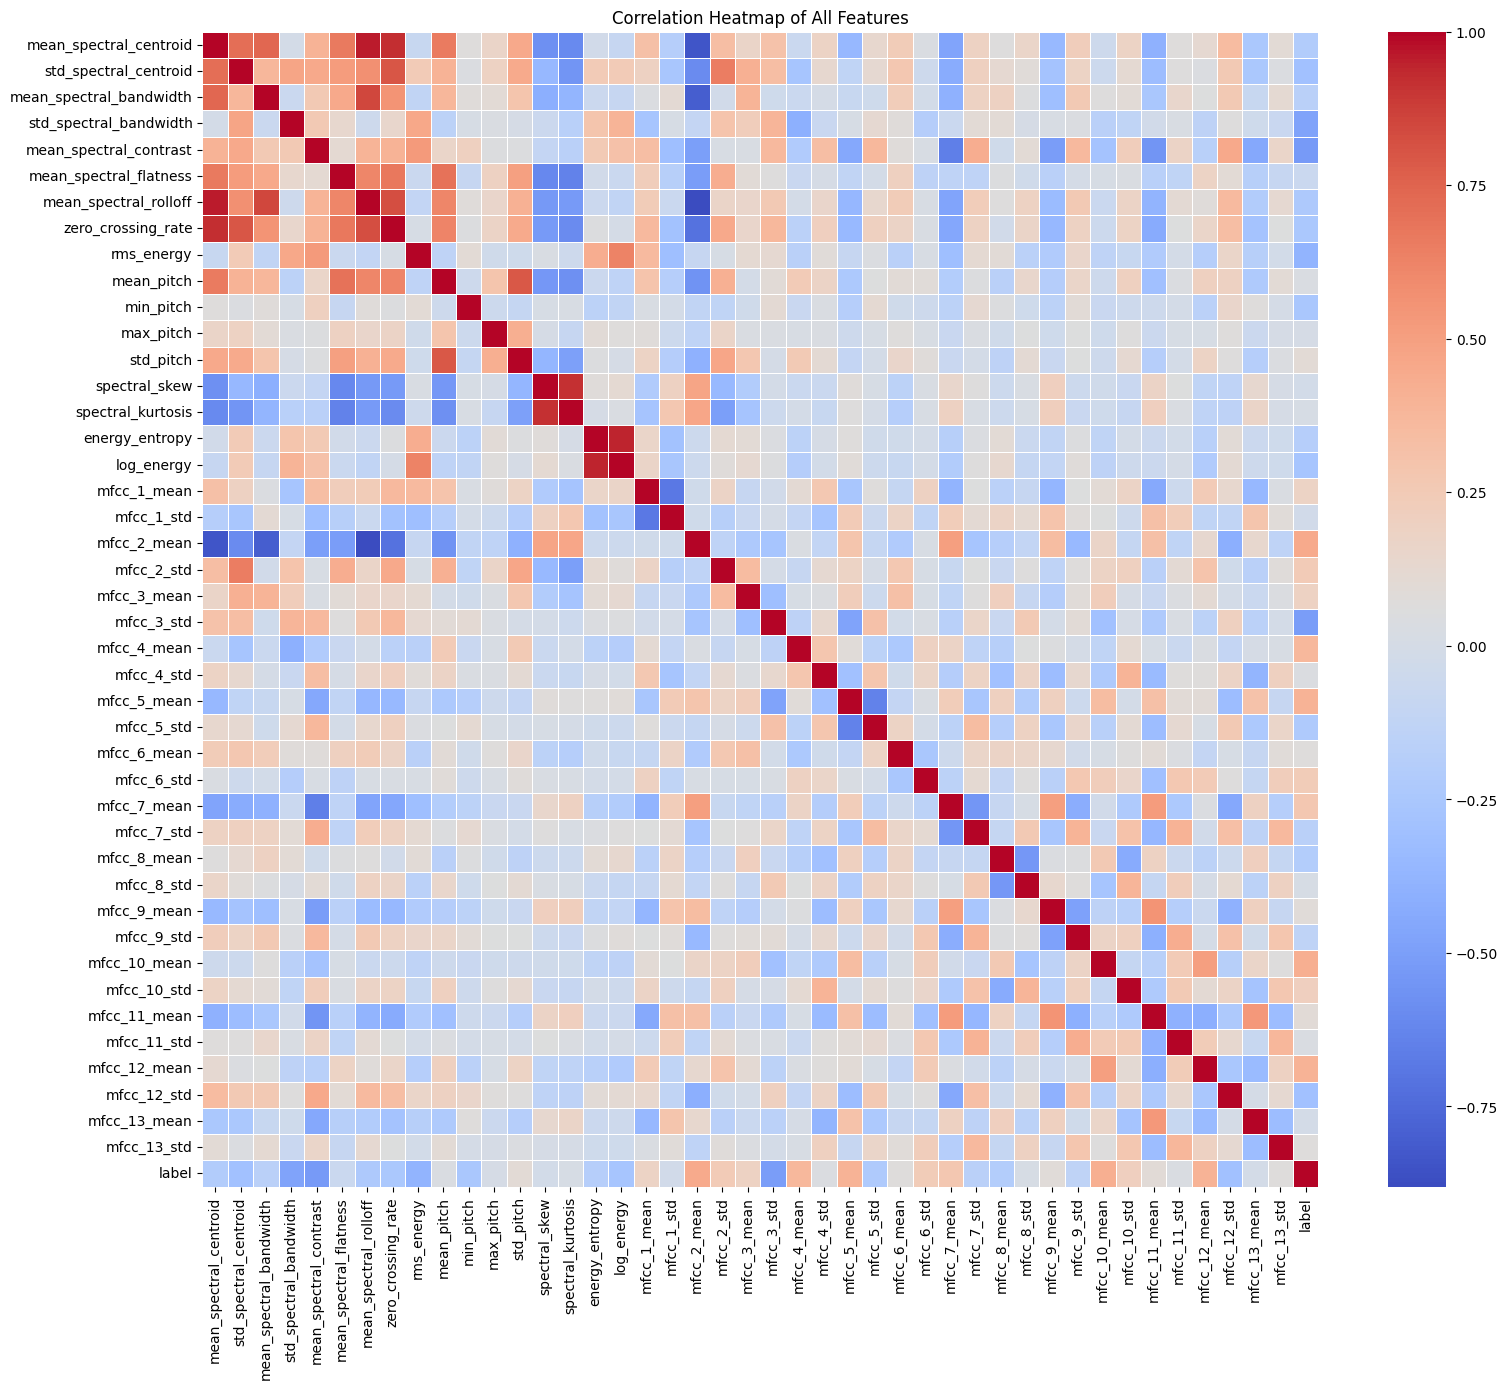 Correlation Heatmap of All Features
mean_spectral_centroid
std_spectral_centroid
mean_spectral_bandwidth
std_spectral_bandwidth
mean_spectral_contrast
mean_spectral_flatness
mean_spectral_rolloff
zero_crossing_rate
rms_energy
mean_pitch
min_pitch
max_pitch
std_pitch
spectral_skew
spectral_kurtosis
energy_entropy
log_energy
mfcc_1_mean
mfcc_1_std
mfcc_2_mean
mfcc_2_std
mfcc_3_mean
mfcc_3_std
mfcc_4_mean
mfcc_4_std
mfcc_5_mean
mfcc_5_std
mfcc_6_mean
mfcc_6_std
mfcc_7_mean
mfcc_7_std
mfcc_8_mean
mfcc_8_std
mfcc_9_mean
mfcc_9_std
mfcc_10_mean
mfcc_10_std
mfcc_11_mean
mfcc_11_std
mfcc_12_mean
mfcc_12_std
mfcc_13_mean
mfcc_13_std
label
mean_spectral_centroid
std_spectral_centroid
mean_spectral_bandwidth
std_spectral_bandwidth
mean_spectral_contrast
mean_spectral_flatness
mean_spectral_rolloff
zero_crossing_rate
rms_energy
mean_pitch
min_pitch
max_pitch
std_pitch
spectral_skew
spectral_kurtosis
energy_entropy
log_energy
mfcc_1_mean
mfcc_1_std
mfcc_2_mean
mfcc_2_std
mfcc_3_mean
mfcc_3_std
mfcc_4_mean
mfcc_4_std
mfcc_5_mean
mfcc_5_std
mfcc_6_mean
mfcc_6_std
mfcc_7_mean
mfcc_7_std
mfcc_8_mean
mfcc_8_std
mfcc_9_mean
mfcc_9_std
mfcc_10_mean
mfcc_10_std
mfcc_11_mean
mfcc_11_std
mfcc_12_mean
mfcc_12_std
mfcc_13_mean
mfcc_13_std
label
1.00
0.75
0.50
0.25
0.00
−0.25
−0.50
−0.75